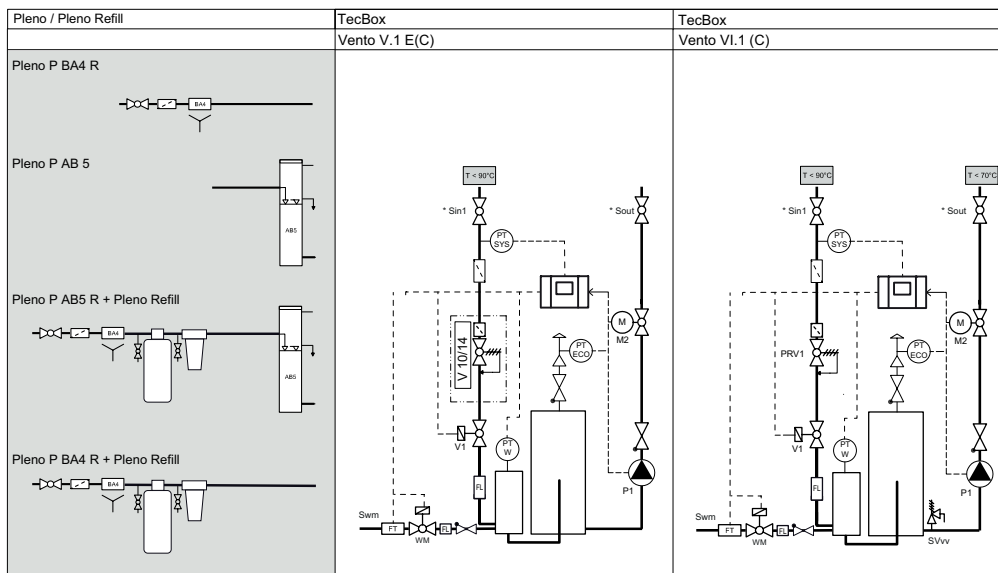 Pleno / Pleno Refill
TecBox
TecBox
Vento V.1 E(C)
Vento VI.1 (C)
Pleno P BA4 R
BA4
Pleno P AB 5
AB5
Pleno P AB5 R + Pleno Refill
BA4
AB5
Pleno P BA4 R + Pleno Refill
BA4
T < 90°C
* Sin1
* Sout
PT
SYS
M
M2
V 10/14
PT
ECO
V1
PT
W
FL
P1
Swm
FT
WM
FL
T < 90°C
T < 70°C
* Sin1
* Sout
PT
SYS
M
M2
PRV1
PT
ECO
V1
PT
W
FL
P1
Swm
FT
WM
FL
SVvv